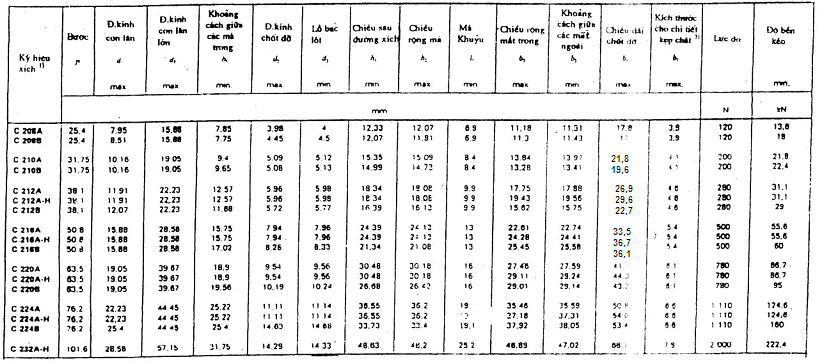 Ký hiệu xích 1) Bước Đ.kính con lăn Đ.kính con lăn lớn Khoảng cách giữa các má trong Đ.kính chốt đỡ Lỗ bạc lót Chiều sâu đường xích Chiều rộng má Má Khuỷu Chiều rộng mắt trong Khoảng cách giữa các mắt ngoài Chiều dài chốt đỡ Kích thước cho chi tiết kẹp chặt Lực đo Độ bền kéo
p
max max min max min min max min max min max max min.
mm N kN
C 208A 25.4 7.95 15.88 7.85 3.98 4 12.33 12.07 6.9 11,18 11.31 17.8 3.9 120 13,8
C 208B 25.4 8.51 15.88 7.75 4.45 4.5 12.07 11.81 6.9 11.3 11.43 3.9 120 18
C 210A 31,75 10,16 19.05 9.4 5.09 5.12 15.35 15.09 8.4 13.84 13.97 21,8 4.1 200 21.8
C 210B 31,75 10.16 19.05 9.65 5.08 5.13 14.99 14.73 8.4 13.28 13.41 19,6 4.1 200 22.4
C 212A 38.1 11.91 22,23 12.57 5.96 5.98 18.34 18.08 9.9 17.75 17.88 26,9 4.6 280 31.1
C 212A-H 38.1 11.91 22,23 12.57 5.96 5.98 18.34 18.08 9.9 19.43 19.56 29,6 4.6 280 31.1
C 212B 38,1 12.07 22,23 11.68 5.72 5.77 16.39 16.13 9.9 15.62 15.75 22,7 4.6 280 29
C 216A 50.8 15.88 28.58 15.75 7.94 7.96 24.39 24.13 13 22.61 22.74 33,5 5.4 500 55.6
C 216A-H 50.8 15.88 28.58 15.75 7.94 7.96 24.39 24.13 13 24.28 24.41 36,7 5.4 500 55.6
C 216B 50.8 15.88 28.58 17.02 8.28 8.33 21,34 21.08 13 25.45 25.58 36,1 5.4 500 60
C 220A 63.5 19.05 39.67 18.9 9.54 9.56 30.48 30.18 16 27.46 27.59 41 6.1 780 86.7
C 220A-H 63.5 19.05 39.67 18.9 9.54 9.56 30.48 30.18 16 29.11 29.24 44.3 6.1 780 86.7
C 220B 63.5 19.05 39.67 19.56 10.19 10.24 26.68 26.42 16 29.01 29.14 43.2 6.1 780 95
C 224A 76.2 22,23 44.45 25.22 11.11 11.14 36.55 36.2 19 35.46 35.59 50.8 6.6 1 110 124.6
C 224A-H 76.2 22,23 44.45 25.22 11.11 11.14 36.55 36.2 37.18 37.31 54.0 6.6 1 110 124.6
C 224B 76.2 25.4 44.45 25.4 14.63 14.68 33,73 33.4 19,1 37,92 38.05 53.4 6.6 1 110 160
C 232A-H 101.6 28.58 57,15 31.75 14.29 14.33 48.63 48.2 25.2 46.89 47,02 7.9 2 000 222,4